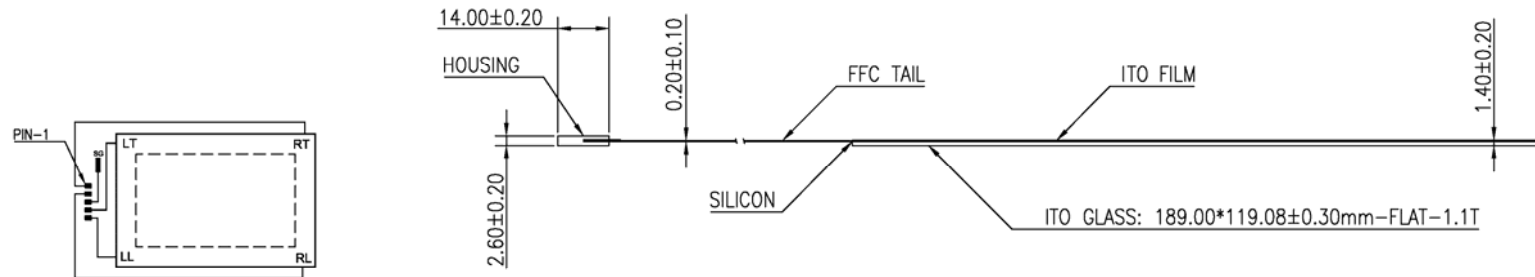 14.00±0.20
HOUSING
0.20±0.10
FFC TAIL
ITO FILM
1.40±0.20
PIN-1
LT
RT
SG
SILICON
2.60±0.20
ITO GLASS: 189.00*119.08±0.30mm-FLAT-1.1T
LL
RL